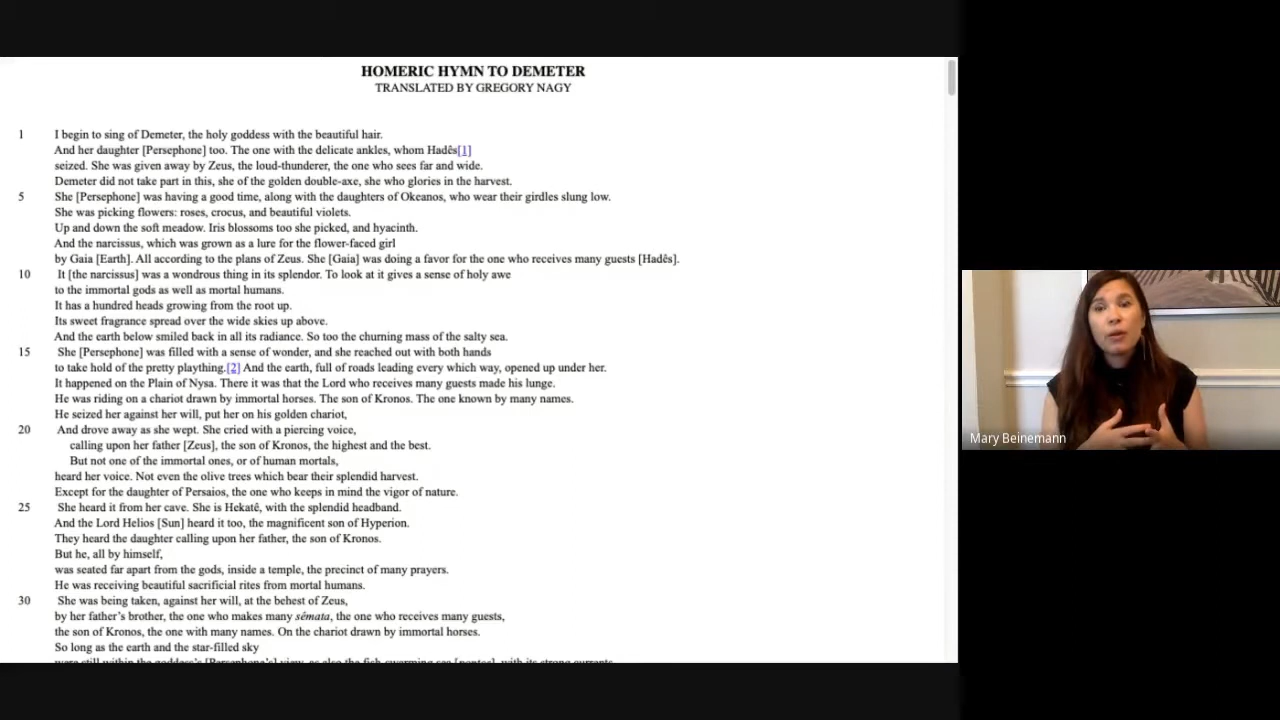 HOMERIC HYMN TO DEMETER
TRANSLATED BY GREGORY NAGY
1 I begin to sing of Demeter, the holy goddess with the beautiful hair.
And her daughter [Persephone] too. The one with the delicate ankles, whom Hadês[1]
seized. She was given away by Zeus, the loud-thunderer, the one who sees far and wide.
Demeter did not take part in this, she of the golden double-axe, she who glories in the harvest.
5 She [Persephone] was having a good time, along with the daughters of Okeanos, who wear their girdles slung low.
She was picking flowers: roses, crocus, and beautiful violets.
Up and down the soft meadow. Iris blossoms too she picked, and hyacinth.
And the narcissus, which was grown as a lure for the flower-faced girl
by Gaia [Earth]. All according to the plans of Zeus. She [Gaia] was doing a favor for the one who receives many guests [Hadês].
10 It [the narcissus] was a wondrous thing in its splendor. To look at it gives a sense of holy awe
to the immortal gods as well as mortal humans.
It has a hundred heads growing from the root up.
Its sweet fragrance spread over the wide skies up above.
And the earth below smiled back in all its radiance. So too the churning mass of the salty sea.
15 She [Persephone] was filled with a sense of wonder, and she reached out with both hands
to take hold of the pretty plaything.[2] And the earth, full of roads leading every which way, opened up under her.
It happened on the Plain of Nysa. There it was that the Lord who receives many guests made his lunge.
He was riding on a chariot drawn by immortal horses. The son of Kronos. The one known by many names.
He seized her against her will, put her on his golden chariot,
20 And drove away as she wept. She cried with a piercing voice,
calling upon her father [Zeus], the son of Kronos, the highest and the best.
But not one of the immortal ones, or of human mortals,
heard her voice. Not even the olive trees which bear their splendid harvest.
Except for the daughter of Persaios, the one who keeps in mind the vigor of nature.
25 She heard it from her cave. She is Hekatê, with the splendid headband.
And the Lord Helios [Sun] heard it too, the magnificent son of Hyperion.
They heard the daughter calling upon her father, the son of Kronos.
But he, all by himself,
was seated far apart from the gods, inside a temple, the precinct of many prayers.
He was receiving beautiful sacrificial rites from mortal humans.
30 She was being taken, against her will, at the behest of Zeus,
by her father's brother, the one who makes many sêmata, the one who receives many guests,
the son of Kronos, the one with many names. On the chariot drawn by immortal horses.
So long as the earth and the star-filled sky
were still within the goddess's [Persephone's] view, as also the fish-swarming sea [pontos], with its strong currents
Mary Beinemann